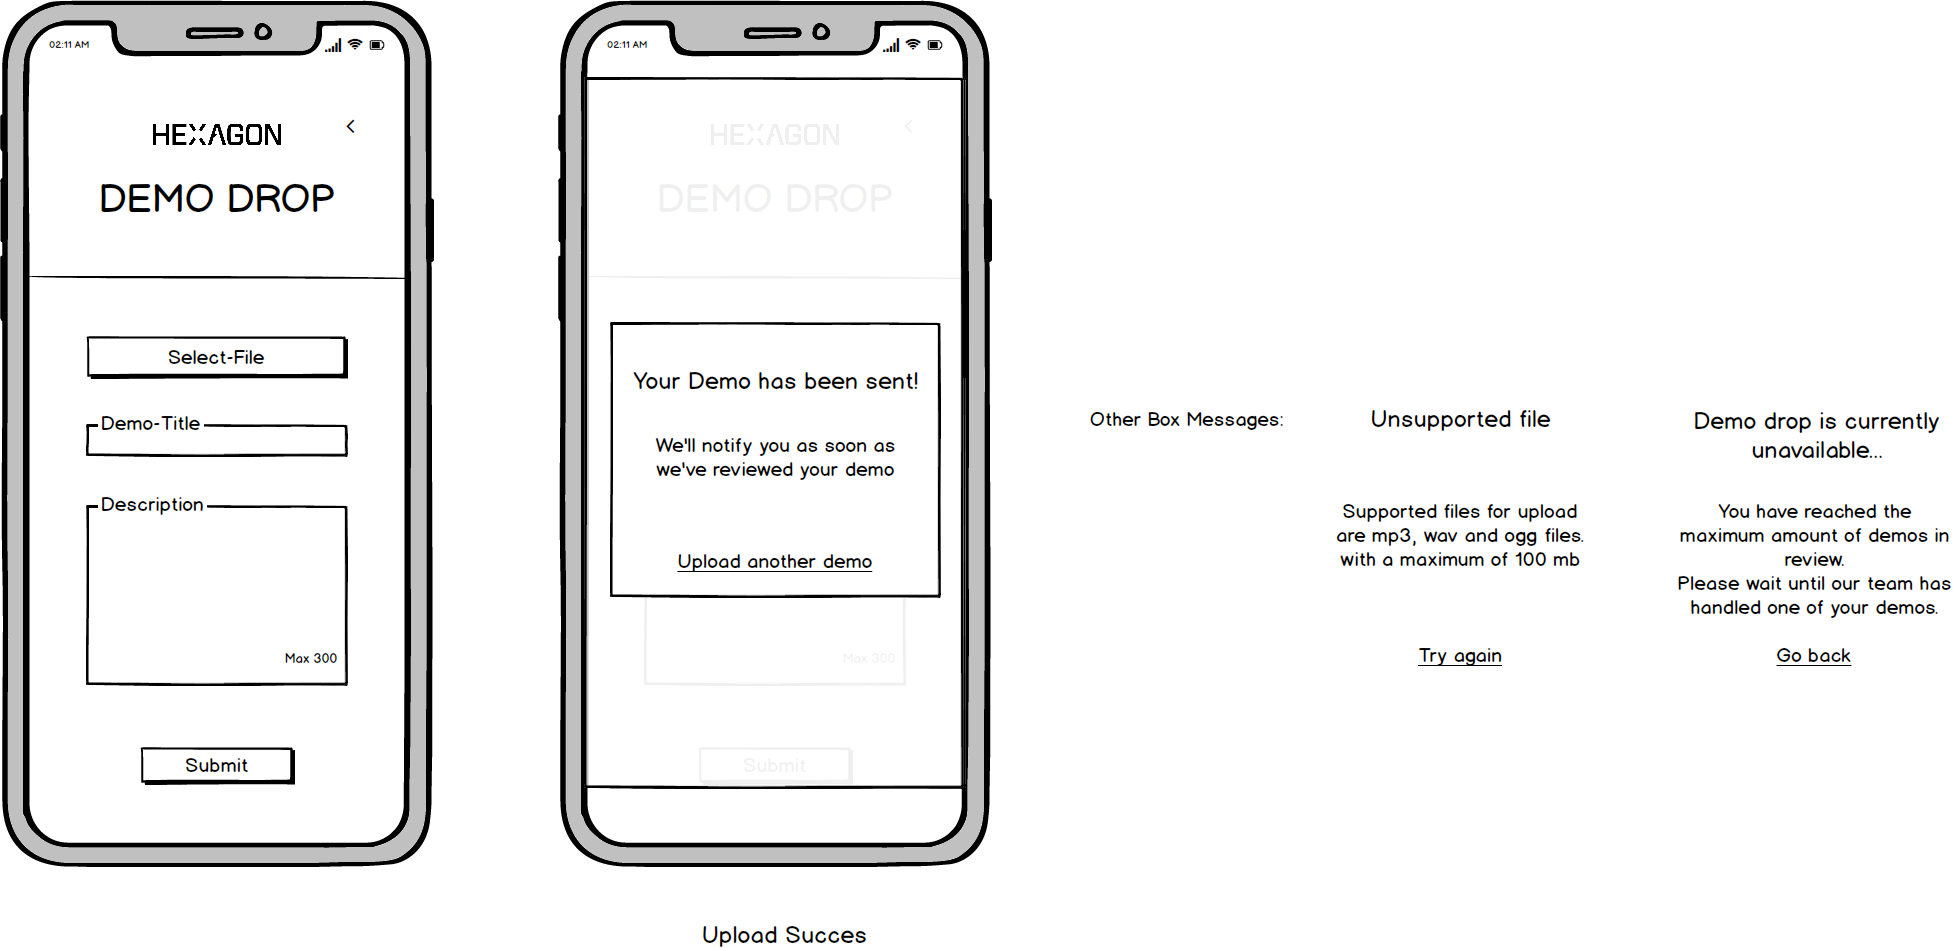 02:11 AM
HEXAGON
DEMO DROP
Select-File
Demo-Title
Description
Max 300
Submit
02:11 AM
HEXAGON
DEMO DROP
Your Demo has been sent!
We'll notify you as soon as
we've reviewed your demo
Upload another demo
Max 300
Submit
Upload Succes
Other Box Messages:
Unsupported file
Supported files for upload
are mp3, wav and ogg files.
with a maximum of 100 mb
Try again
Demo drop is currently
unavailable...
You have reached the
maximum amount of demos in
review.
Please wait until our team has
handled one of your demos.
Go back